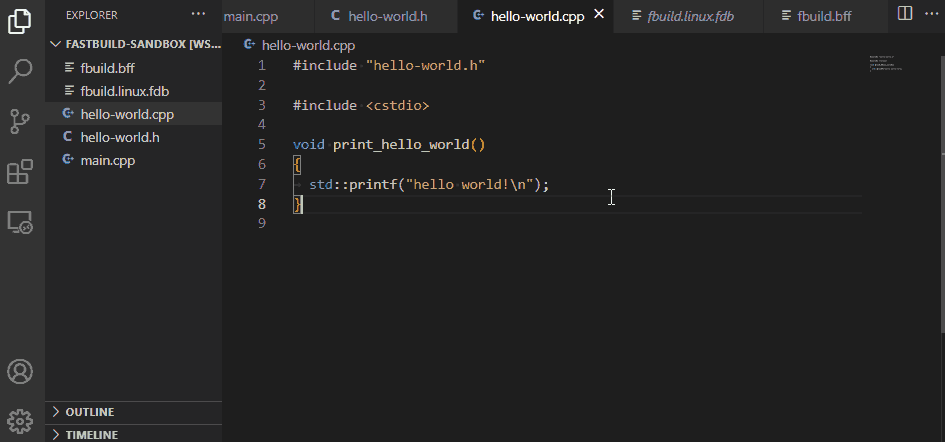 EXPLORER ···
FASTBUILD-SANDBOX [WS...
fbuild.bff
fbuild.linux.fdb
hello-world.cpp
hello-world.h
main.cpp
OUTLINE
TIMELINE
main.cpp hello-world.h hello-world.cpp fbuild.linux.fdb fbuild.bff
hello-world.cpp
1 #include "hello-world.h"
2
3 #include <cstdio>
4
5 void print_hello_world()
6 {
7 std::printf("hello world!\n");
8 }
9